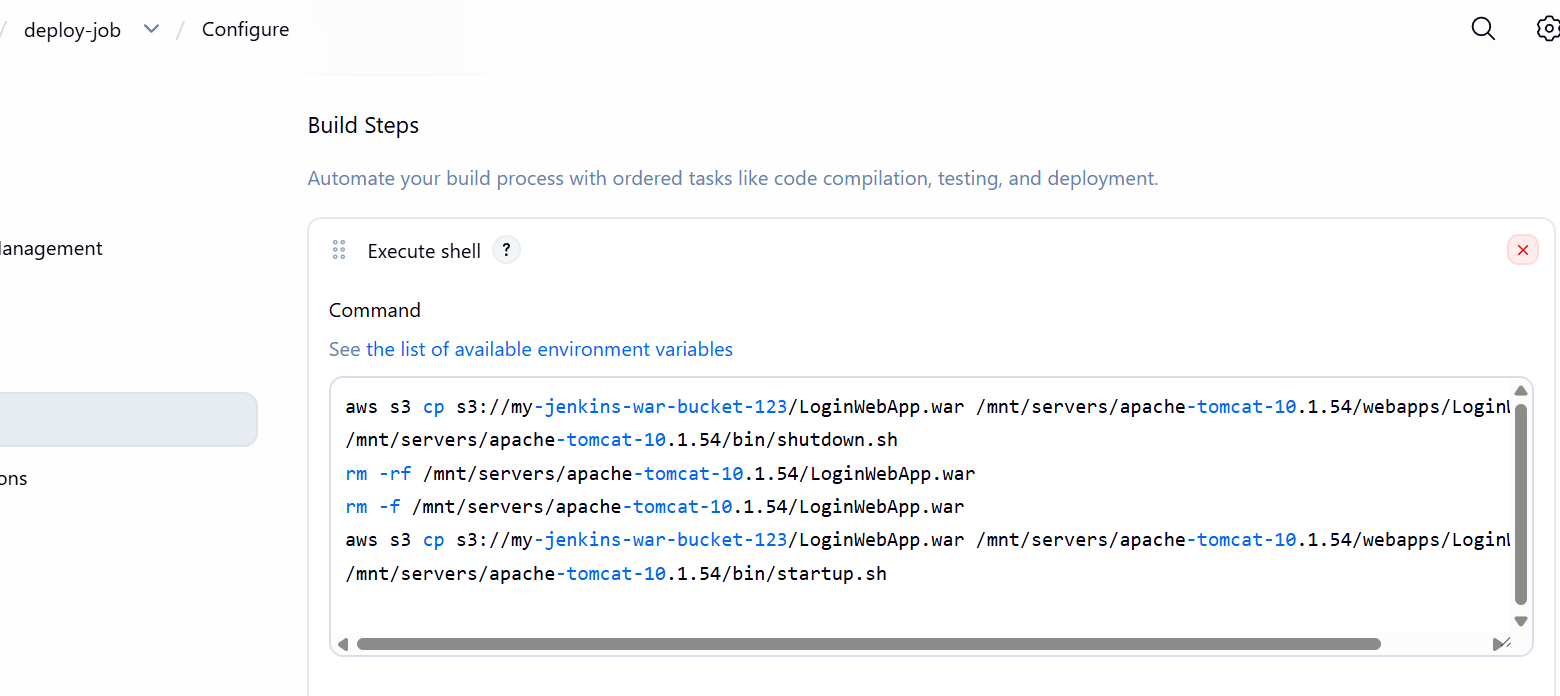 / deploy-job / Configure
Build Steps
Automate your build process with ordered tasks like code compilation, testing, and deployment.
anagement
Execute shell ?
Command
See the list of available environment variables
aws s3 cp s3://my-jenkins-war-bucket-123/LoginWebApp.war /mnt/servers/apache-tomcat-10.1.54/webapps/Login
/mnt/servers/apache-tomcat-10.1.54/bin/shutdown.sh
rm -rf /mnt/servers/apache-tomcat-10.1.54/LoginWebApp.war
ons
rm -f /mnt/servers/apache-tomcat-10.1.54/LoginWebApp.war
aws s3 cp s3://my-jenkins-war-bucket-123/LoginWebApp.war /mnt/servers/apache-tomcat-10.1.54/webapps/Login
/mnt/servers/apache-tomcat-10.1.54/bin/startup.sh